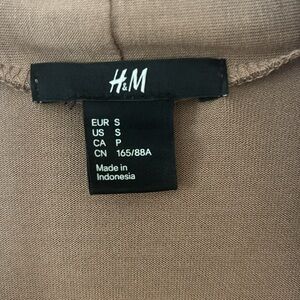 H&M
EUR S
US S
CA P
CN 165/88A
Made in
Indonesia